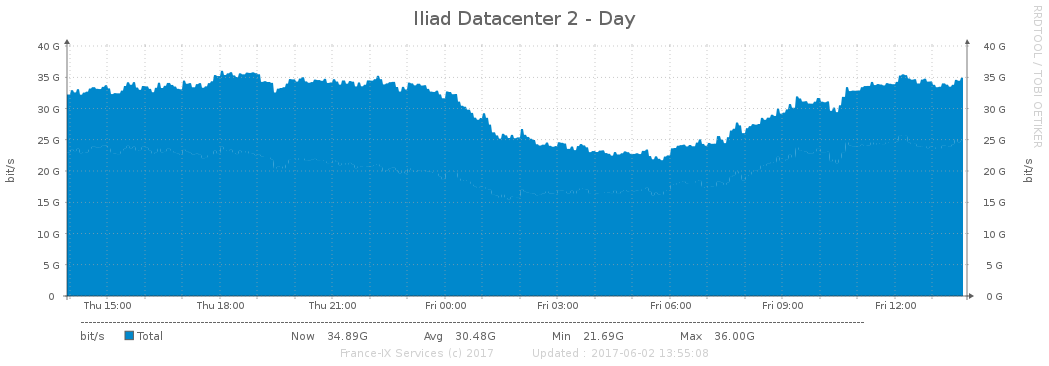 Iliad Datacenter 2 - Day
RRDTOOL / TOBI OETIKER
bit/s
40 G 40 G
35 G 35 G
30 G 30 G
25 G 25 G
20 G 20 G
15 G 15 G
10 G 10 G
5 G 5 G
0 0 G
bit/s
Thu 15:00 Thu 18:00 Thu 21:00 Fri 00:00 Fri 03:00 Fri 06:00 Fri 09:00 Fri 12:00
bit/s Total Now 34.89G Avg 30.48G Min 21.69G Max 36.00G
France-IX Services (c) 2017 Updated : 2017-06-02 13:55:08